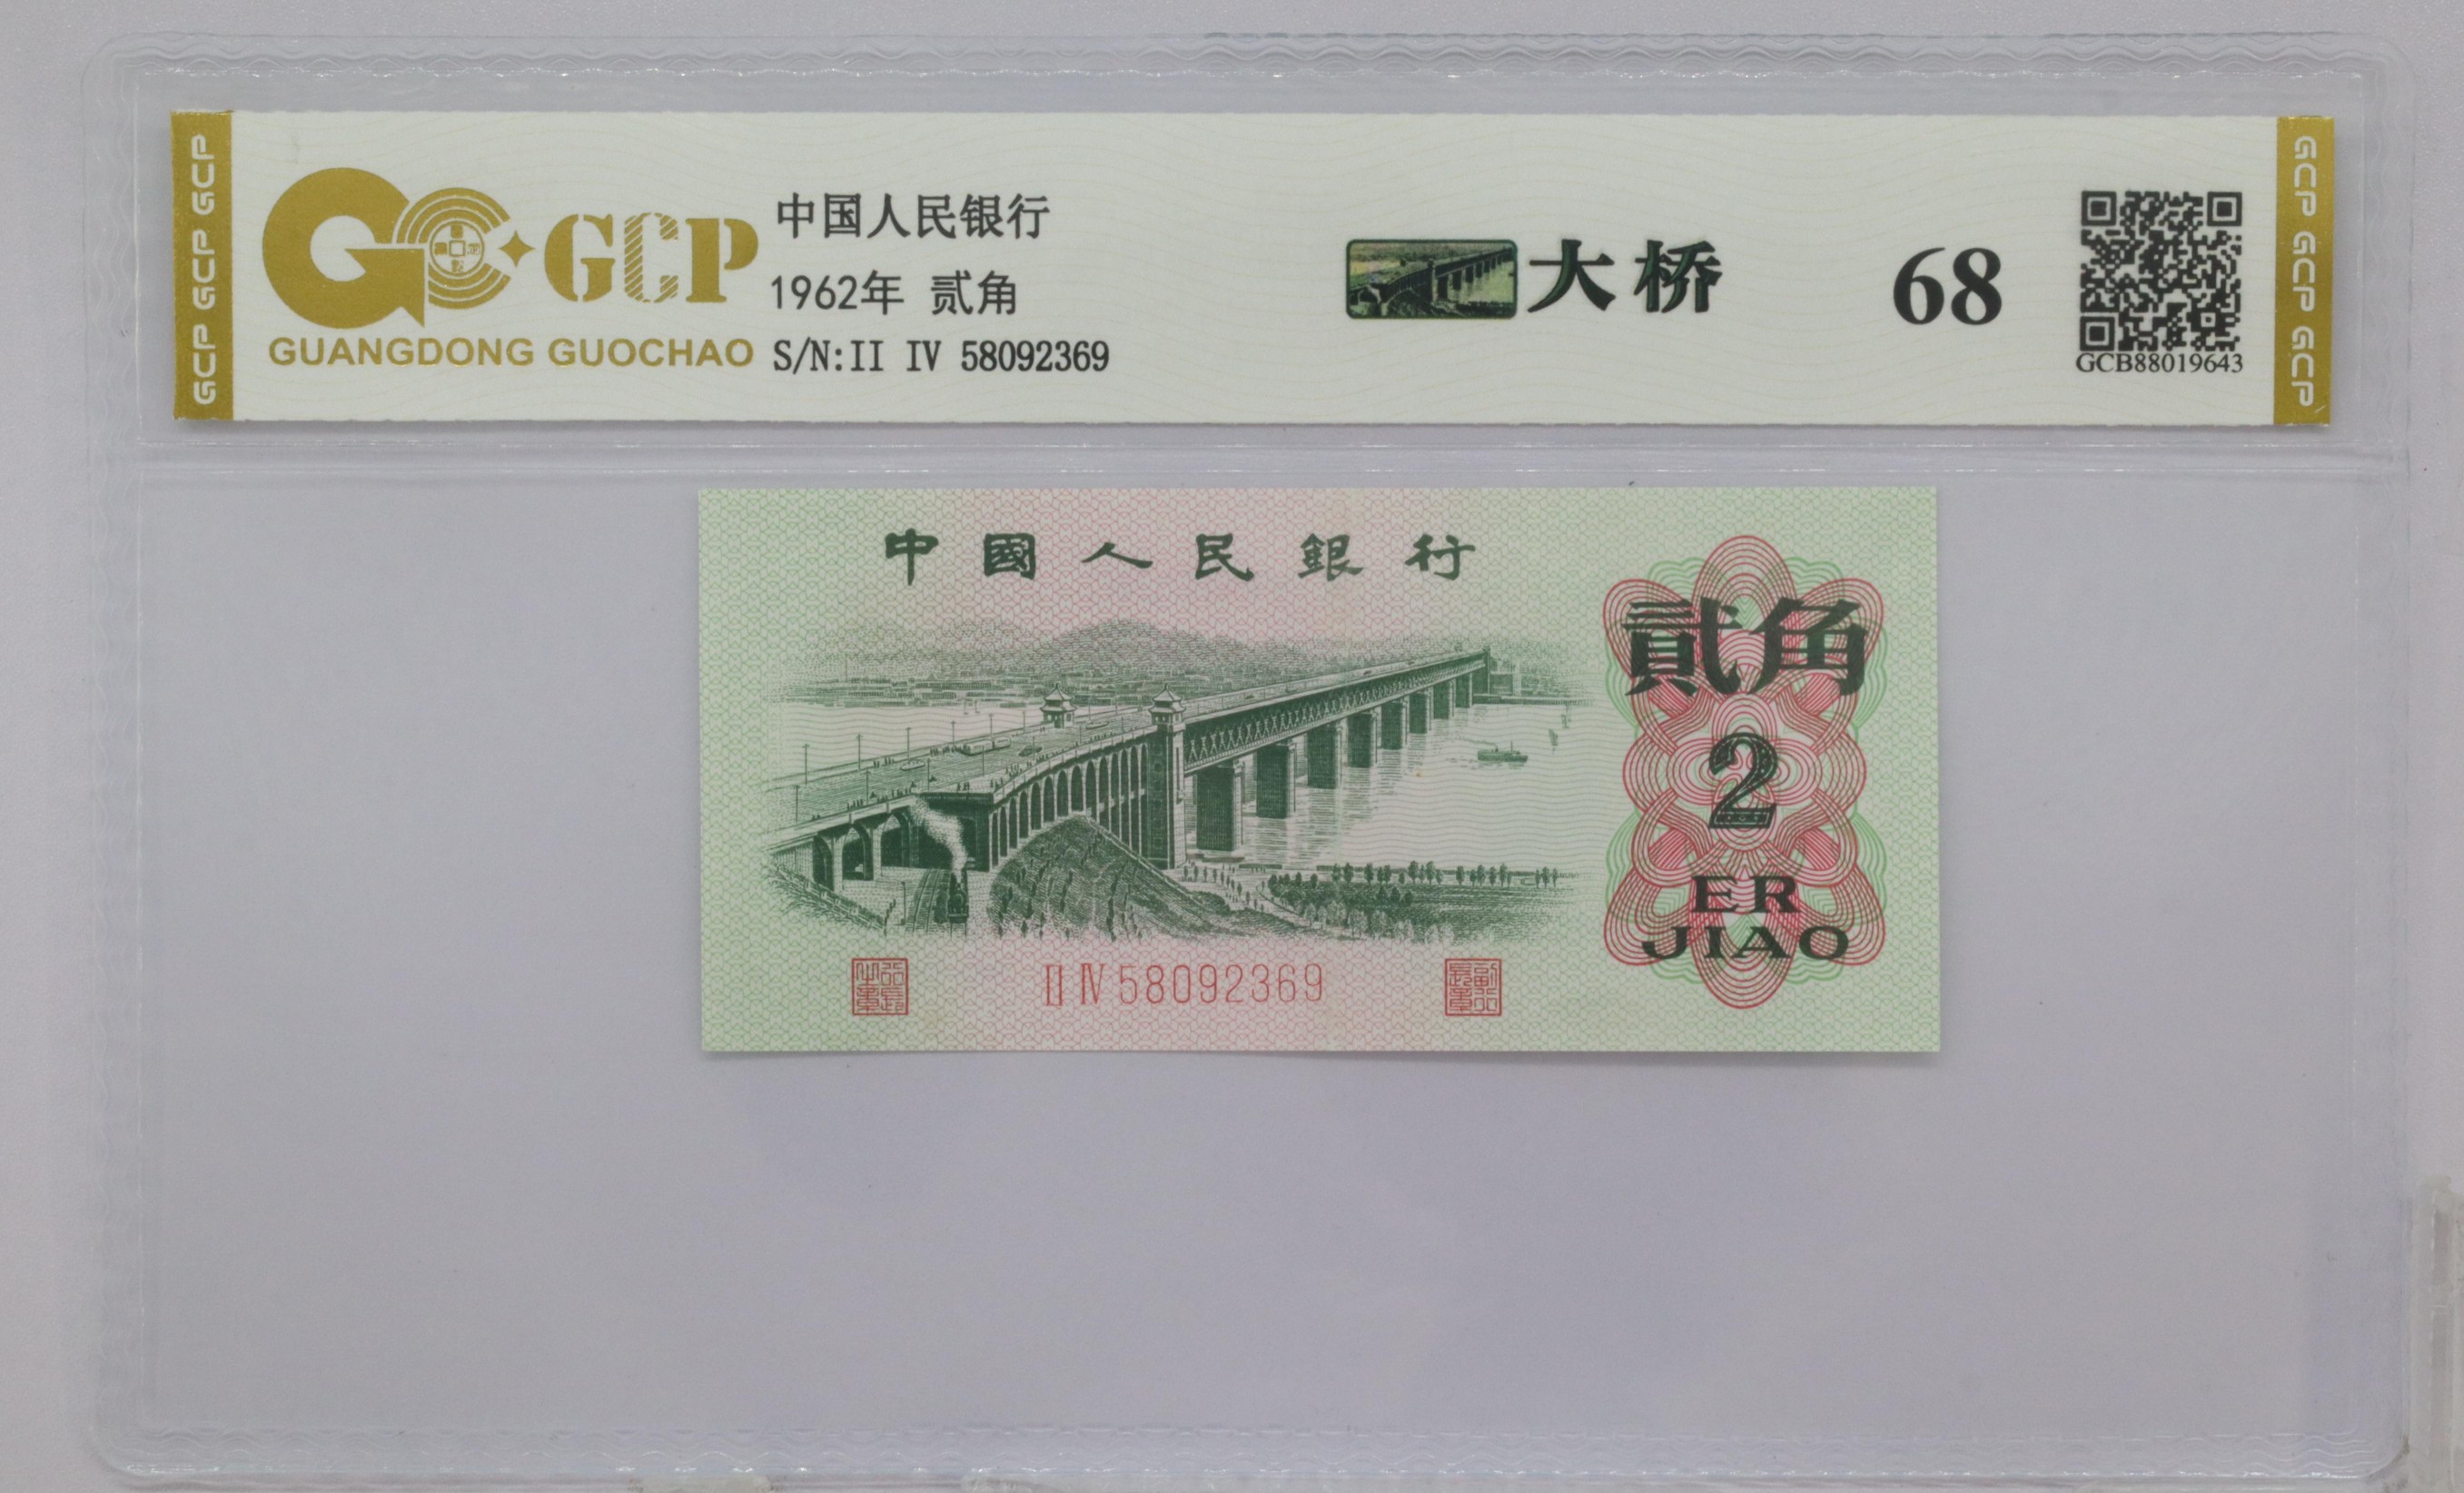 GCP GCP GCP
GCP
GUANGDONG GUOCHAO
中国人民银行
1962年 贰角
S/N:II IV 58092369
大桥
68
GCB88019643
GCP GCP GCP
中國人民銀行
貳角
2
ER
JIAO
II IV 58092369